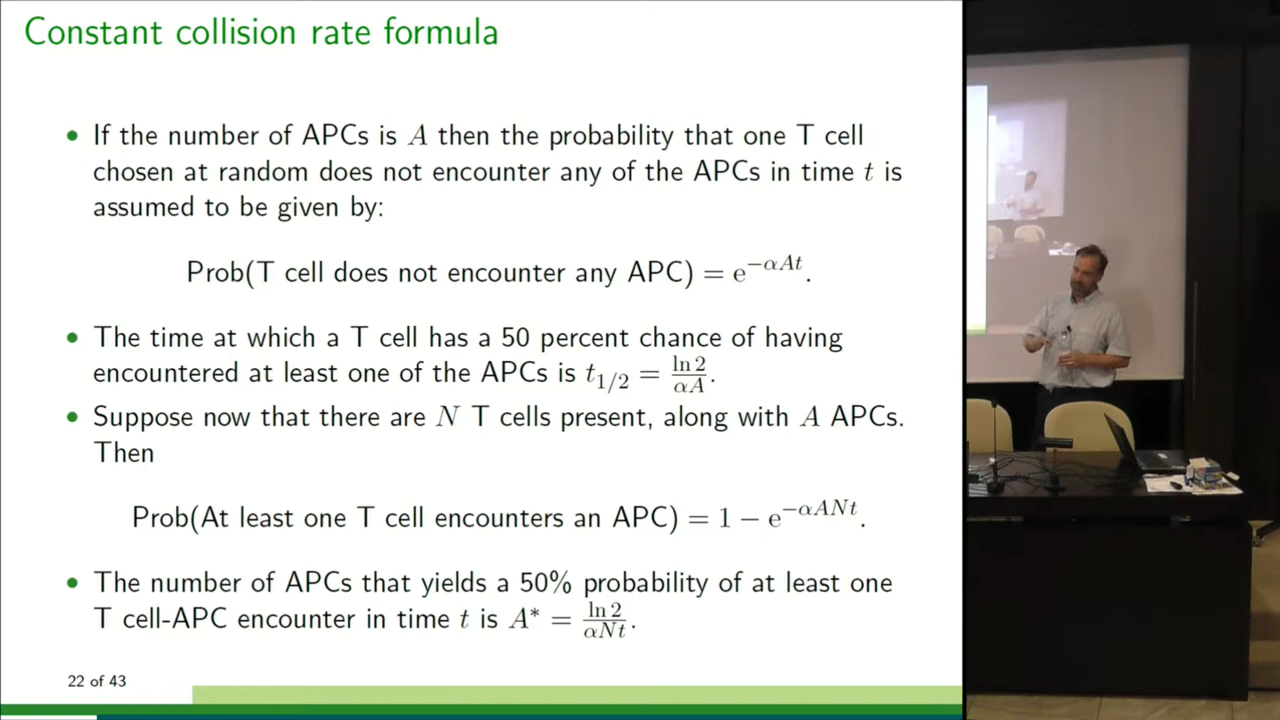 Constant collision rate formula
• If the number of APCs is A then the probability that one T cell
chosen at random does not encounter any of the APCs in time t is
assumed to be given by:
Prob(T cell does not encounter any APC) = e^{−αAt}.
• The time at which a T cell has a 50 percent chance of having
encountered at least one of the APCs is t_{1/2} = \frac{ln 2}{αA}.
• Suppose now that there are N T cells present, along with A APCs.
Then
Prob(At least one T cell encounters an APC) = 1 − e^{−αANt}.
• The number of APCs that yields a 50% probability of at least one
T cell-APC encounter in time t is A* = \frac{ln 2}{αNt}.
22 of 43